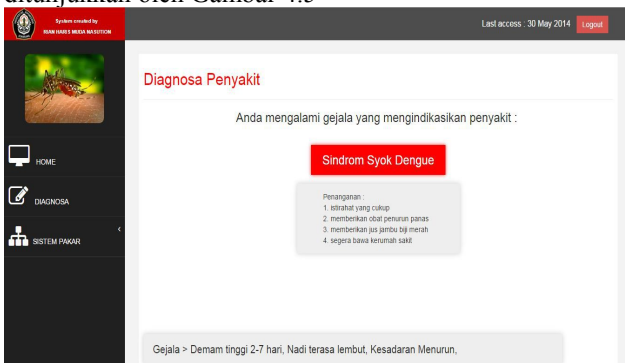 ditunjukkan oleh Gambar 4.3
System created by
RIAN HARIS MUDA NASUTION
Last access : 30 May 2014 Logout
Diagnosa Penyakit
Anda mengalami gejala yang mengindikasikan penyakit :
Sindrom Syok Dengue
HOME
DIAGNOSA
SISTEM PAKAR
Penanganan :
1. istirahat yang cukup
2. memberikan obat penurun panas
3. memberikan jus jambu biji merah
4. segera bawa kerumah sakit
Gejala > Demam tinggi 2-7 hari, Nadi terasa lembut, Kesadaran Menurun,